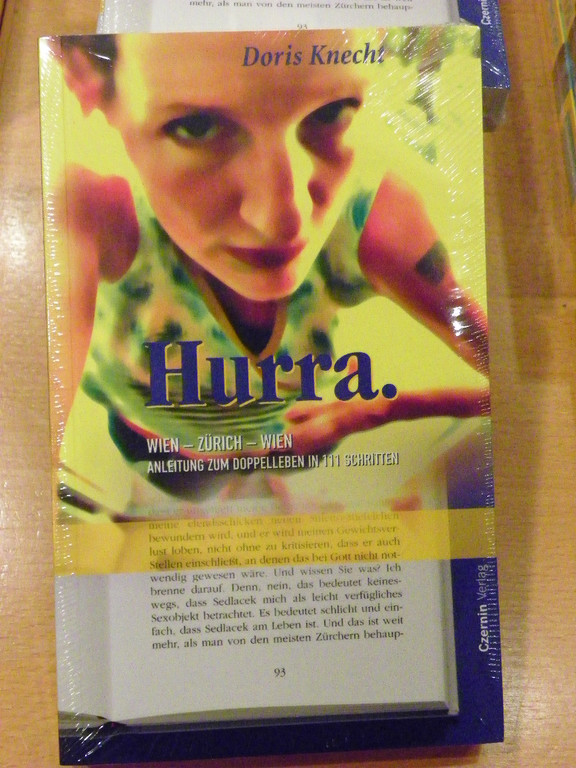 mehr, als man von den meisten Zürchern behaup-
93
Czernin
Doris Knecht
Hurra.
WIEN – ZÜRICH – WIEN
ANLEITUNG ZUM DOPPELLEBEN IN 111 SCHRITTEN
meine
bewundern wird, und er wird meinen Gewichtsver-
lust loben, nicht ohne zu kritisieren, dass er auch
Stellen einschließt, an denen das bei Gott nicht not-
wendig gewesen wäre. Und wissen Sie was? Ich
brenne darauf. Denn, nein, das bedeutet keines-
wegs, dass Sedlacek mich als leicht verfügliches
Sexobjekt betrachtet. Es bedeutet schlicht und ein-
fach, dass Sedlacek am Leben ist. Und das ist weit
mehr, als man von den meisten Zürchern behaup-
93
Czernin Verlag